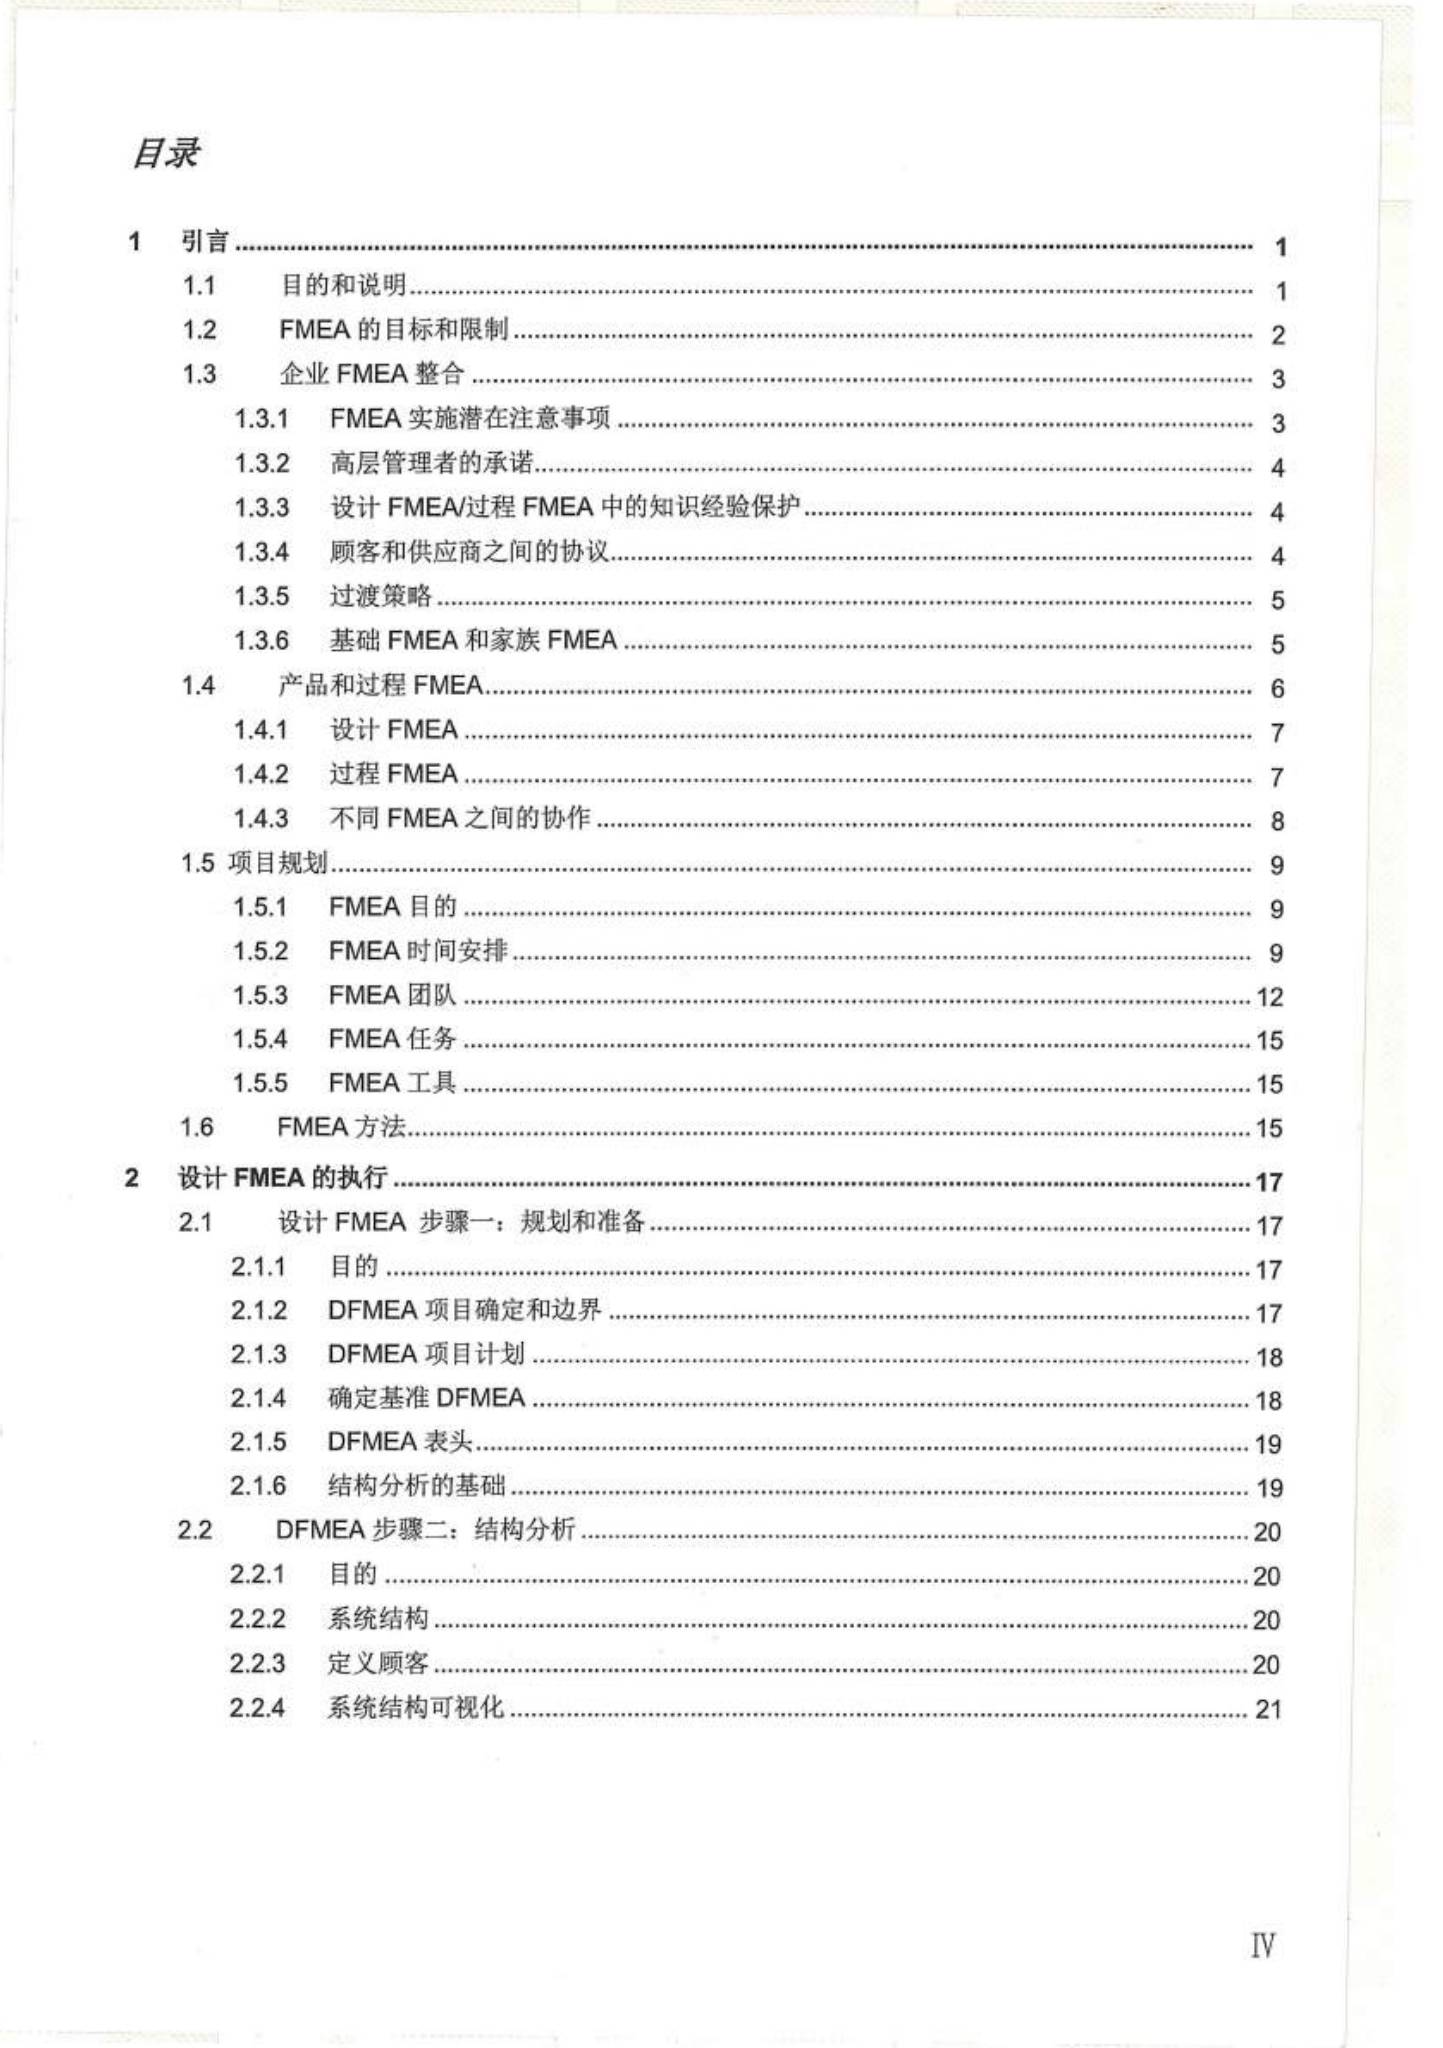 目录
1 引言 ........ 1
1.1 目的和说明 ........ 1
1.2 FMEA 的目标和限制 ........ 2
1.3 企业 FMEA 整合 ........ 3
1.3.1 FMEA 实施潜在注意事项 ........ 3
1.3.2 高层管理者的承诺 ........ 4
1.3.3 设计 FMEA/过程 FMEA 中的知识经验保护 ........ 4
1.3.4 顾客和供应商之间的协议 ........ 4
1.3.5 过渡策略 ........ 5
1.3.6 基础 FMEA 和家族 FMEA ........ 5
1.4 产品和过程 FMEA ........ 6
1.4.1 设计 FMEA ........ 7
1.4.2 过程 FMEA ........ 7
1.4.3 不同 FMEA 之间的协作 ........ 8
1.5 项目规划 ........ 9
1.5.1 FMEA 目的 ........ 9
1.5.2 FMEA 时间安排 ........ 9
1.5.3 FMEA 团队 ........ 12
1.5.4 FMEA 任务 ........ 15
1.5.5 FMEA 工具 ........ 15
1.6 FMEA 方法 ........ 15
2 设计 FMEA 的执行 ........ 17
2.1 设计 FMEA 步骤一：规划和准备 ........ 17
2.1.1 目的 ........ 17
2.1.2 DFMEA 项目确定和边界 ........ 17
2.1.3 DFMEA 项目计划 ........ 18
2.1.4 确定基准 DFMEA ........ 18
2.1.5 DFMEA 表头 ........ 19
2.1.6 结构分析的基础 ........ 19
2.2 DFMEA 步骤二：结构分析 ........ 20
2.2.1 目的 ........ 20
2.2.2 系统结构 ........ 20
2.2.3 定义顾客 ........ 20
2.2.4 系统结构可视化 ........ 21
IV